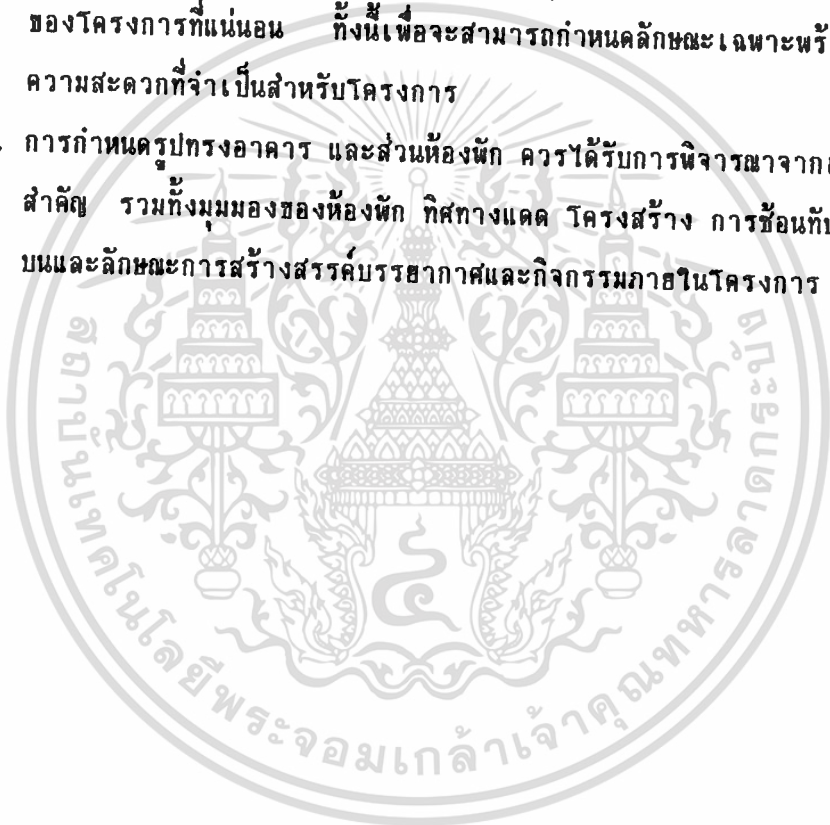 ของโครงการที่แน่นอน ทั้งนี้เพื่อจะสามารถกำหนดลักษณะเฉพาะพร้
ความสะดวกที่จำเป็นสำหรับโครงการ
การกำหนดรูปทรงอาคาร และส่วนห้องพัก ควรได้รับการพิจารณาจาก
สำคัญ รวมทั้งมุมมองของห้องพัก ทิศทางแดด โครงสร้าง การซ้อนทับ
บนและลักษณะการสร้างสรรค์บรรยากาศและกิจกรรมภายในโครงการ
สถาบันเทคโนโลยีพระจอมเกล้าเจ้าคุณทหารลาดกระบัง